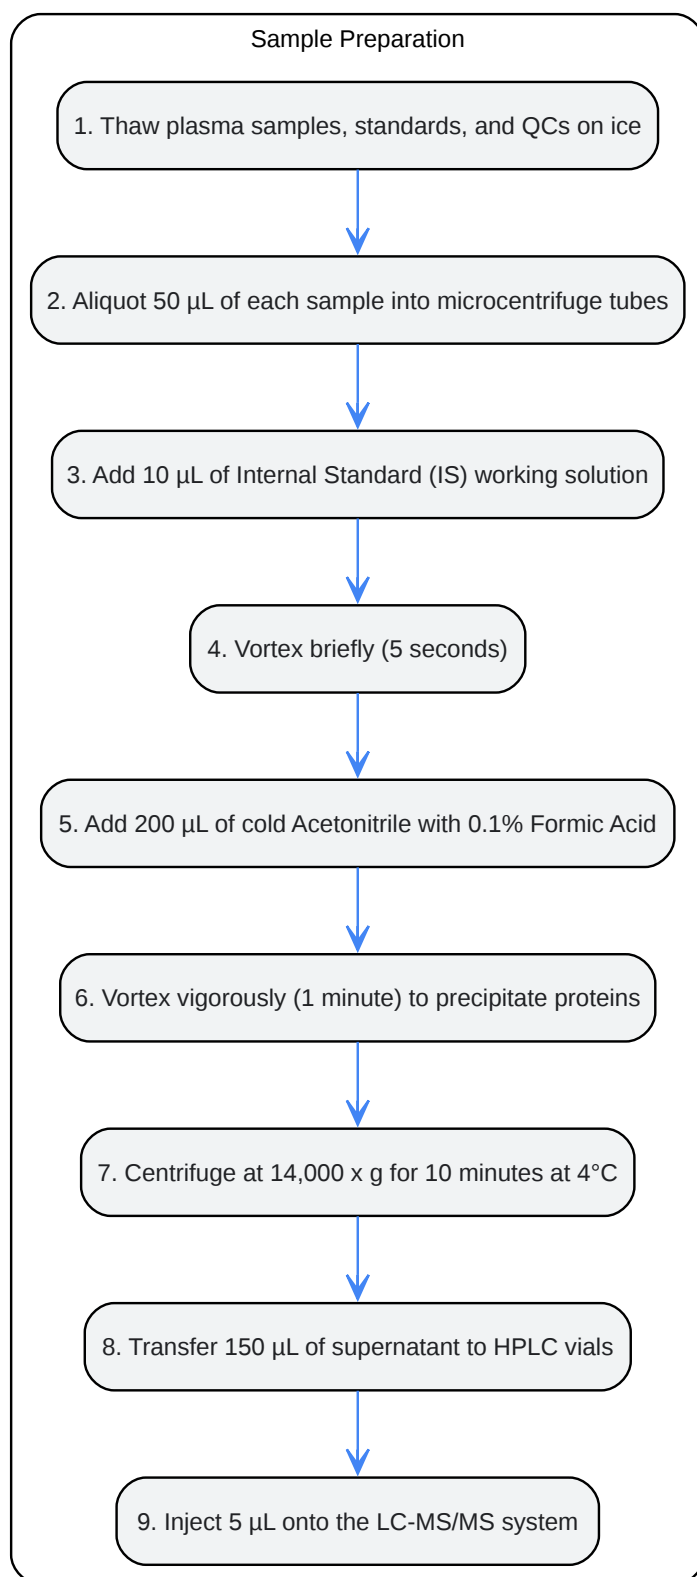 Sample Preparation
1. Thaw plasma samples, standards, and QCs on ice
2. Aliquot 50 µL of each sample into microcentrifuge tubes
3. Add 10 µL of Internal Standard (IS) working solution
4. Vortex briefly (5 seconds)
5. Add 200 µL of cold Acetonitrile with 0.1% Formic Acid
6. Vortex vigorously (1 minute) to precipitate proteins
7. Centrifuge at 14,000 x g for 10 minutes at 4°C
8. Transfer 150 µL of supernatant to HPLC vials
9. Inject 5 µL onto the LC-MS/MS system